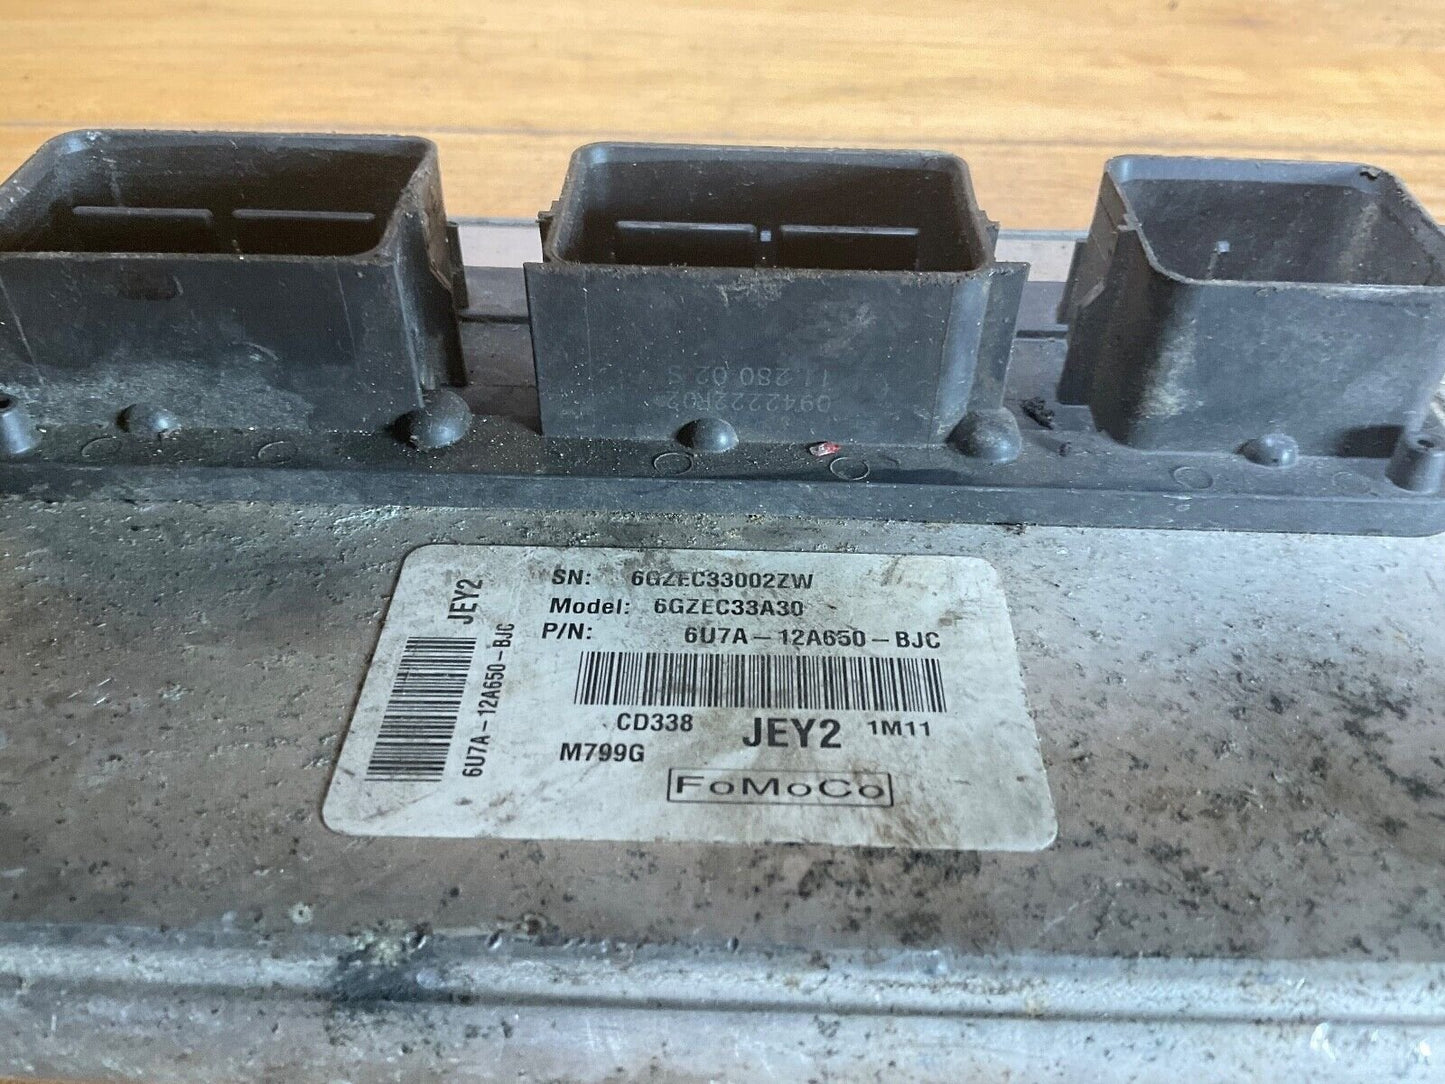 0942222R02
11 280 02 S
SN: 6GZEC33002ZW
Model: 6GZEC33A30
P/N: 6U7A-12A650-BJC
CD338 JEY2 1M11
M799G
FoMoCo
JEY2
6U7A-12A650-BJC